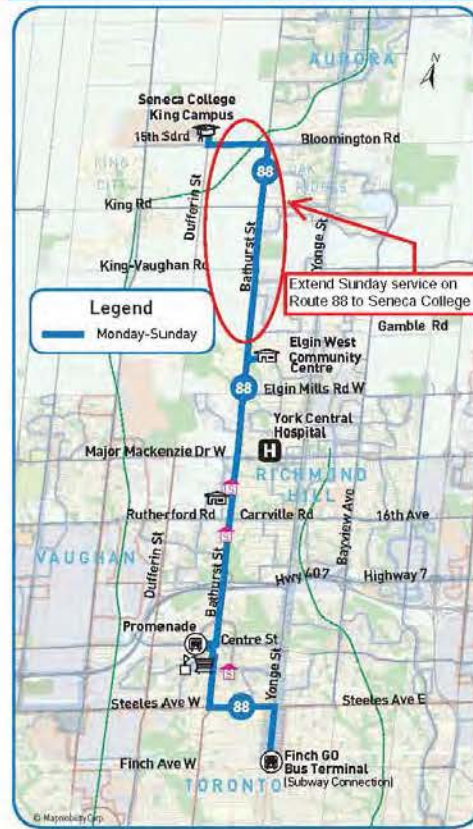 AURORA
N
Seneca College
King Campus
15th Sdrd
Bloomington Rd
88
KING
CITY
OAK
RIDGES
King Rd
Dufferin St
Bathurst St
Yonge St
King-Vaughan Rd
Extend Sunday service on
Route 88 to Seneca College
Legend
Monday-Sunday
Gamble Rd
Elgin West
Community
Centre
88
Elgin Mills Rd W
York Central
Hospital
H
Major Mackenzie Dr W
RICHMOND
HILL
Rutherford Rd
Carrville Rd
16th Ave
Bayview Ave
VAUGHAN
Dufferin St
Bathurst St
Hwy 407
Highway 7
Promenade
Centre St
Yonge St
Steeles Ave W
88
Steeles Ave E
Finch Ave W
Finch GO
Bus Terminal
(Subway Connection)
TORONTO
© Mapmobility Corp.